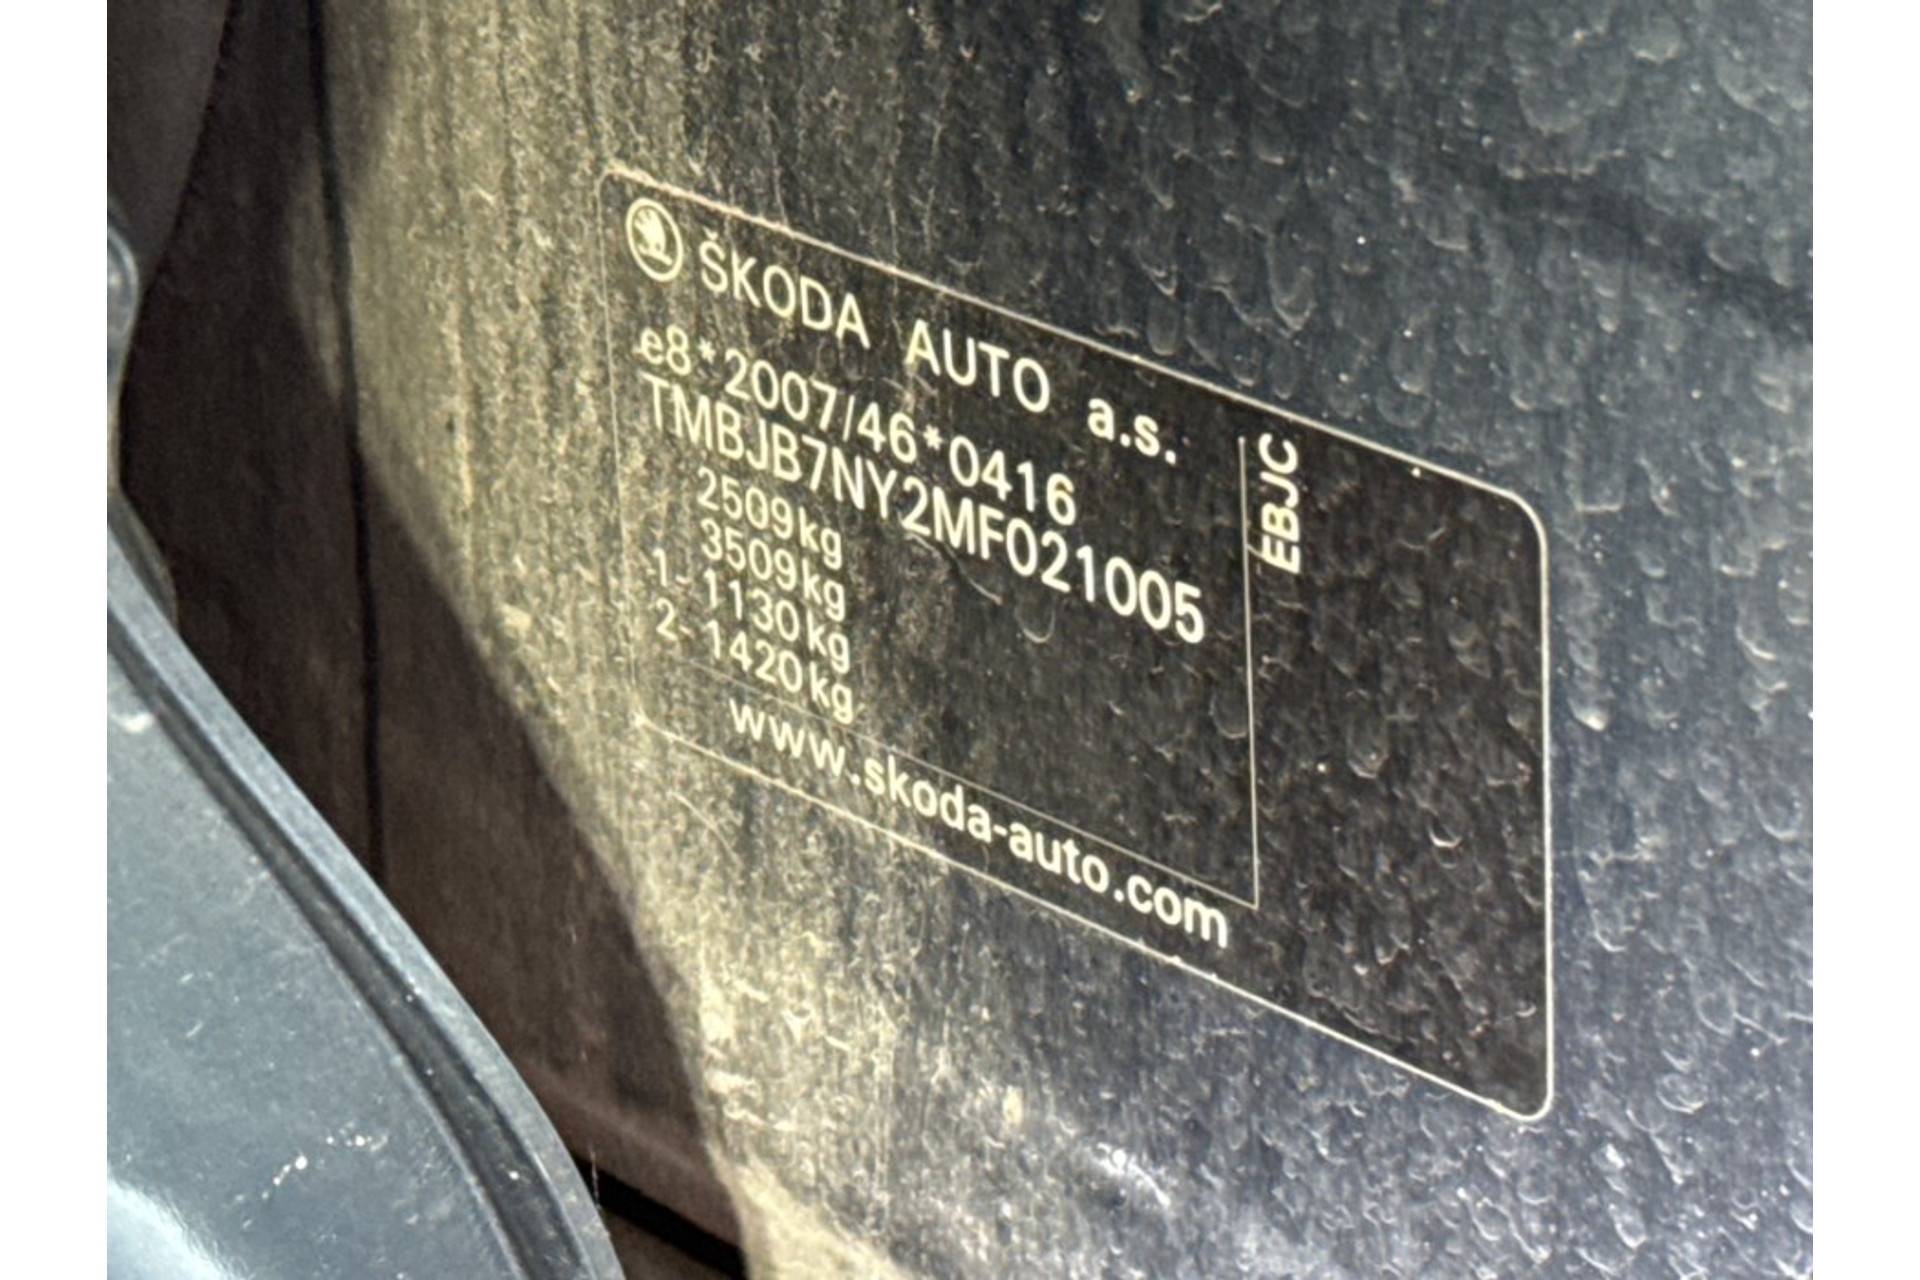 ŠKODA AUTO a.s.
e8*2007/46*0416
TMBJB7NY2MF021005
2509kg
3509kg
1- 1130kg
2- 1420kg
www.skoda-auto.com
EBJC